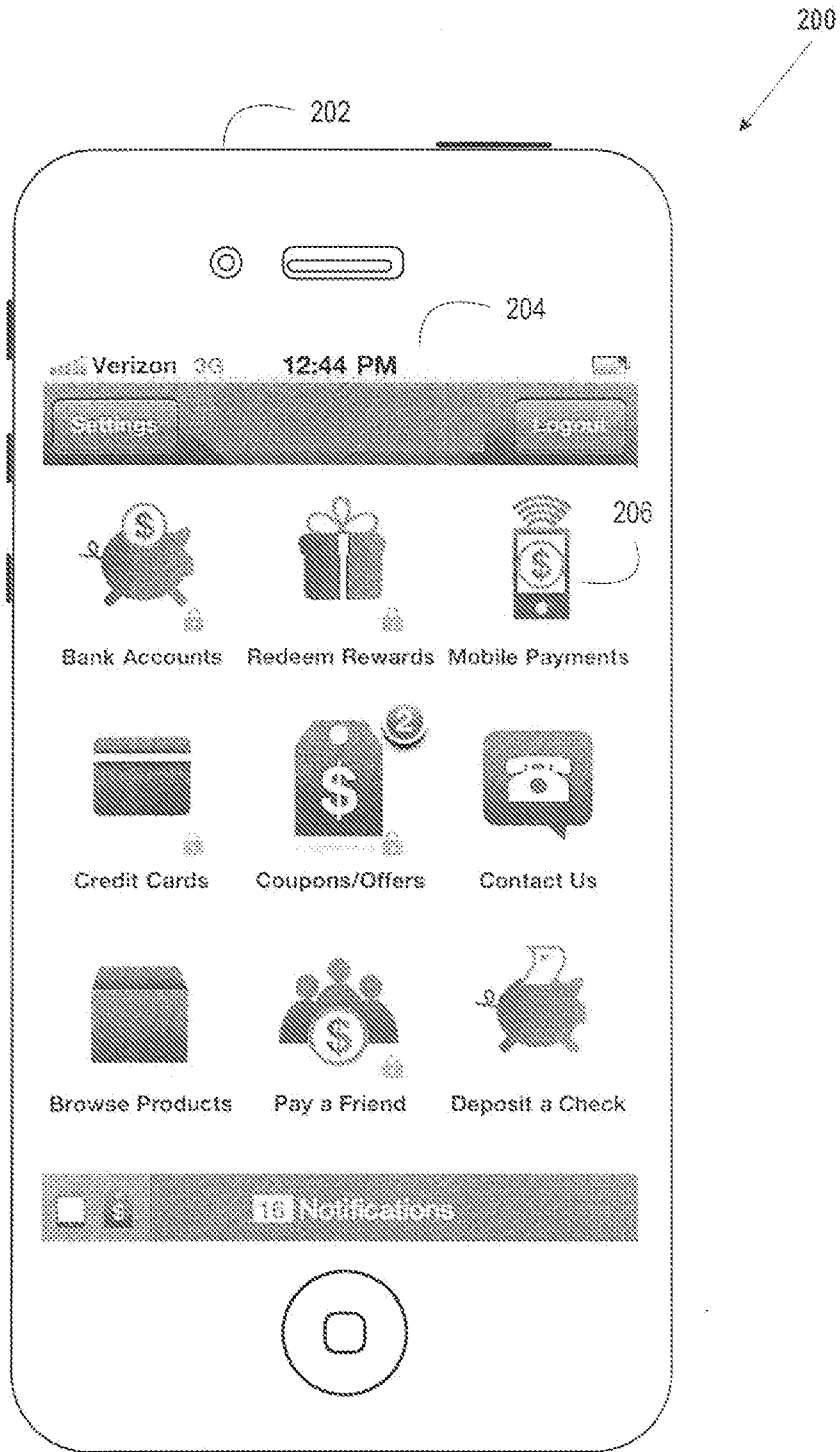 200
202
204
Verizon 3G 12:44 PM
Settings Logout
$ $
206
Bank Accounts Redeem Rewards Mobile Payments
2
$
Credit Cards Coupons/Offers Contact Us
$
Browse Products Pay a Friend Deposit a Check
$ 16 Notifications